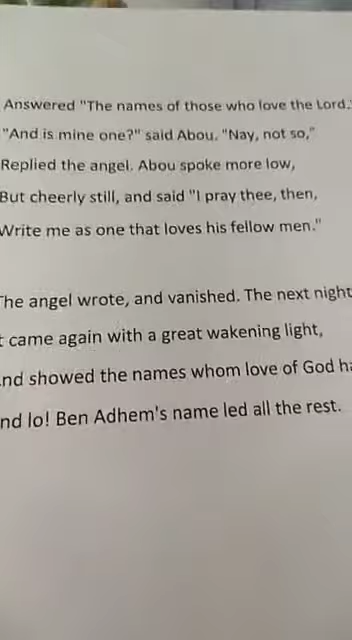 Answered "The names of those who love the Lord."
"And is mine one?" said Abou. "Nay, not so,"
Replied the angel. Abou spoke more low,
But cheerly still, and said "I pray thee, then,
Write me as one that loves his fellow men."
The angel wrote, and vanished. The next night
came again with a great wakening light,
nd showed the names whom love of God ha
nd lo! Ben Adhem's name led all the rest.